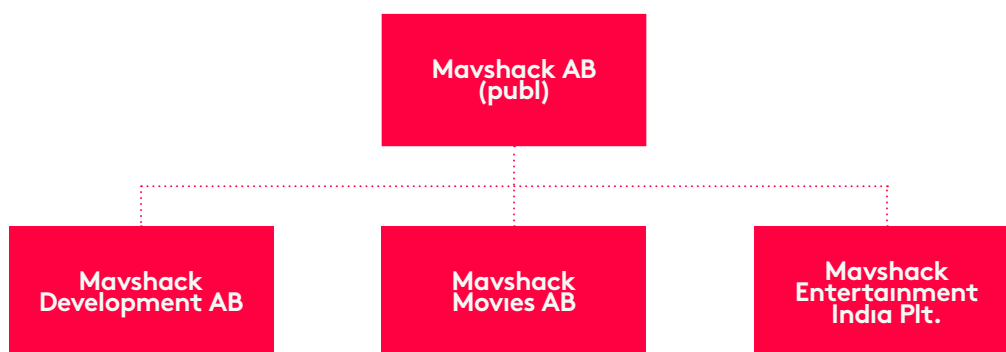 Mavshack AB
(publ)
Mavshack
Development AB
Mavshack
Movies AB
Mavshack
Entertainment
India Plt.